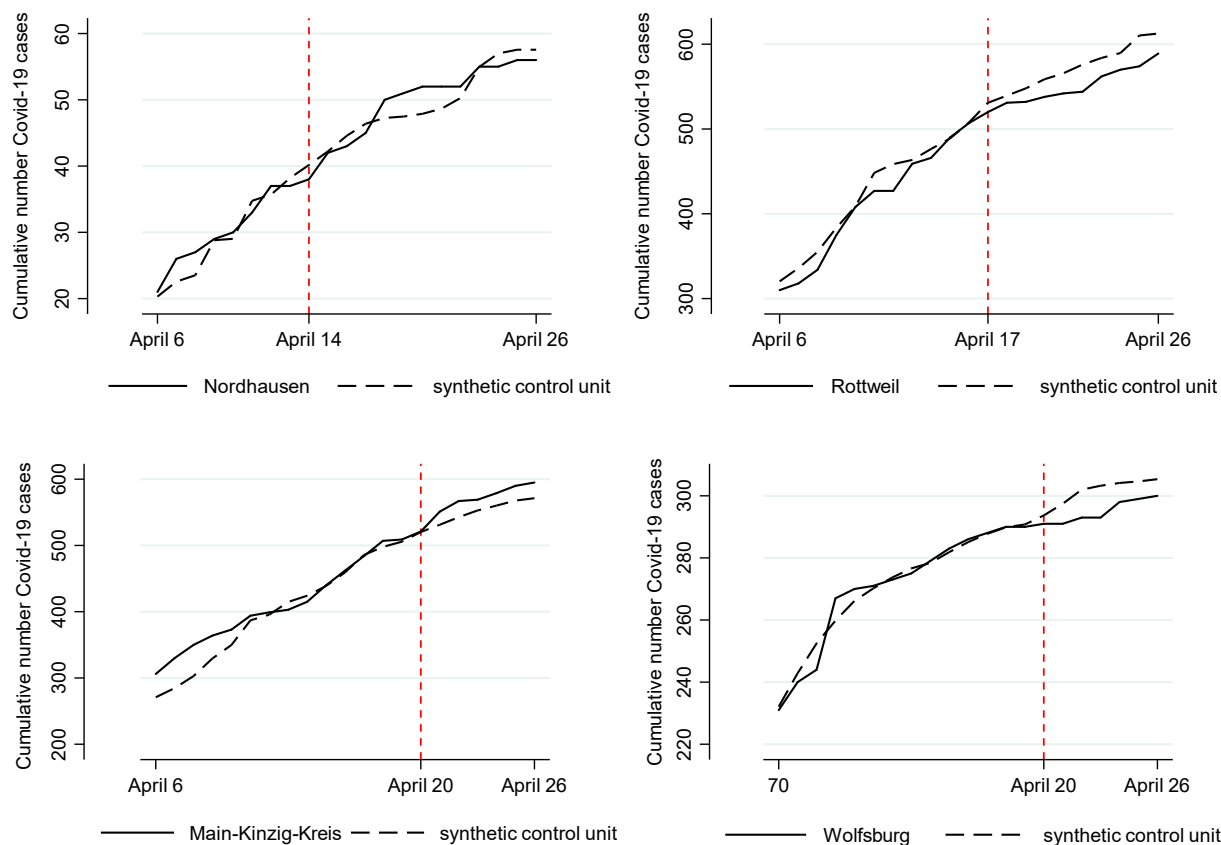 Cumulative number Covid-19 cases
60
50
40
30
20
April 6
April 14
April 26
Nordhausen
synthetic control unit
Cumulative number Covid-19 cases
600
500
400
300
April 6
April 17
April 26
Rottweil
synthetic control unit
Cumulative number Covid-19 cases
600
500
400
300
200
April 6
April 20
April 26
Main-Kinzig-Kreis
synthetic control unit
Cumulative number Covid-19 cases
300
280
260
240
220
70
April 20
April 26
Wolfsburg
synthetic control unit